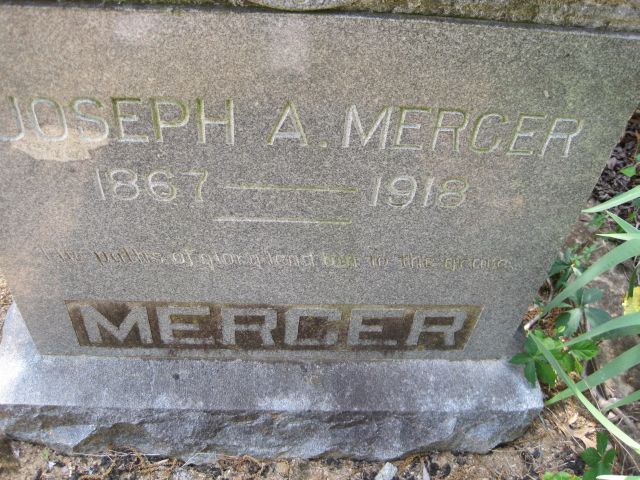 JOSEPH A. MERCER
1867 — 1918
The paths of glory lead but to the grave
MERCER